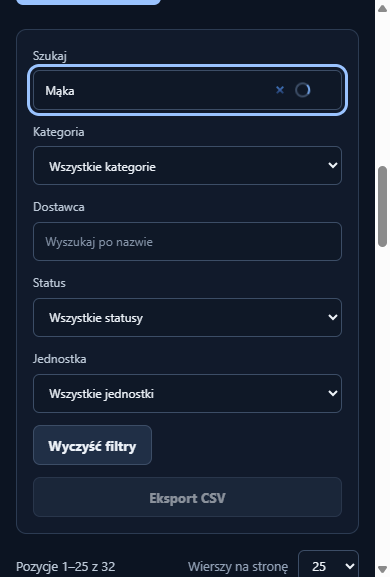 Szukaj
Mąka
Kategoria
Wszystkie kategorie
Dostawca
Wyszukaj po nazwie
Status
Wszystkie statusy
Jednostka
Wszystkie jednostki
Wyczyść filtry
Eksport CSV
Pozycje 1–25 z 32 Wierszy na stronę 25